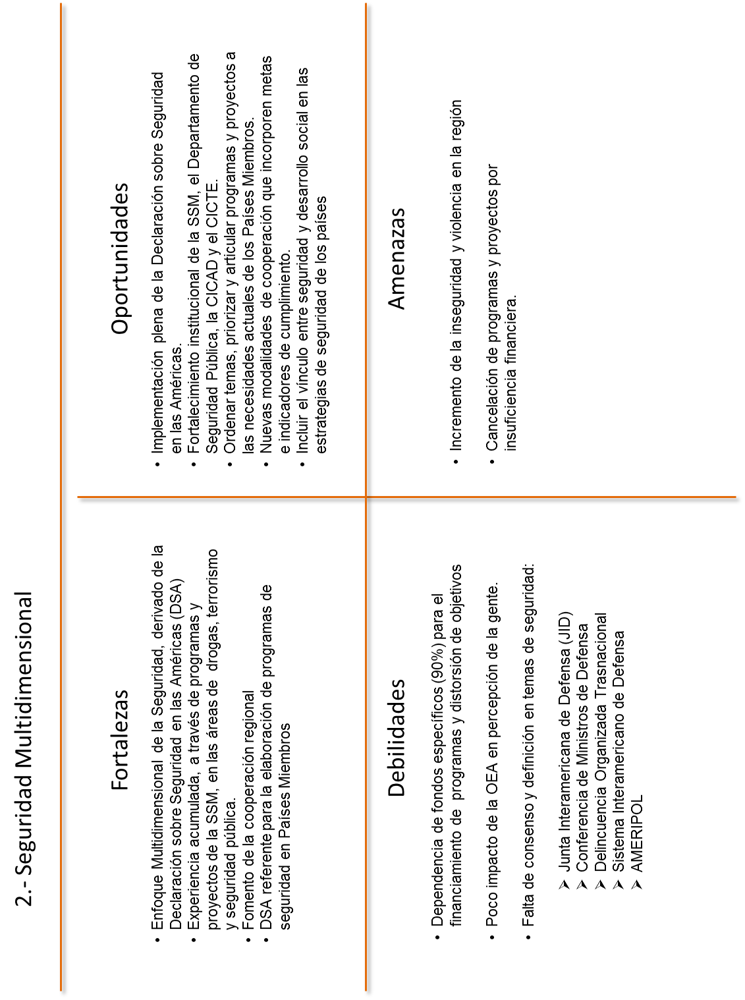 2.- Seguridad Multidimensional
Fortalezas
• Enfoque Multidimensional de la Seguridad, derivado de la
Declaración sobre Seguridad en las Américas (DSA)
• Experiencia acumulada, a través de programas y
proyectos de la SSM, en las áreas de drogas, terrorismo
y seguridad pública.
• Fomento de la cooperación regional
• DSA referente para la elaboración de programas de
seguridad en Países Miembros
Oportunidades
• Implementación plena de la Declaración sobre Seguridad
en las Américas.
• Fortalecimiento institucional de la SSM, el Departamento de
Seguridad Pública, la CICAD y el CICTE.
• Ordenar temas, priorizar y articular programas y proyectos a
las necesidades actuales de los Países Miembros.
• Nuevas modalidades de cooperación que incorporen metas
e indicadores de cumplimiento.
• Incluir el vínculo entre seguridad y desarrollo social en las
estrategias de seguridad de los países
Debilidades
• Dependencia de fondos específicos (90%) para el
financiamiento de programas y distorsión de objetivos
• Poco impacto de la OEA en percepción de la gente.
• Falta de consenso y definición en temas de seguridad:
➢ Junta Interamericana de Defensa (JID)
➢ Conferencia de Ministros de Defensa
➢ Delincuencia Organizada Trasnacional
➢ Sistema Interamericano de Defensa
➢ AMERIPOL
Amenazas
• Incremento de la inseguridad y violencia en la región
• Cancelación de programas y proyectos por
insuficiencia financiera.